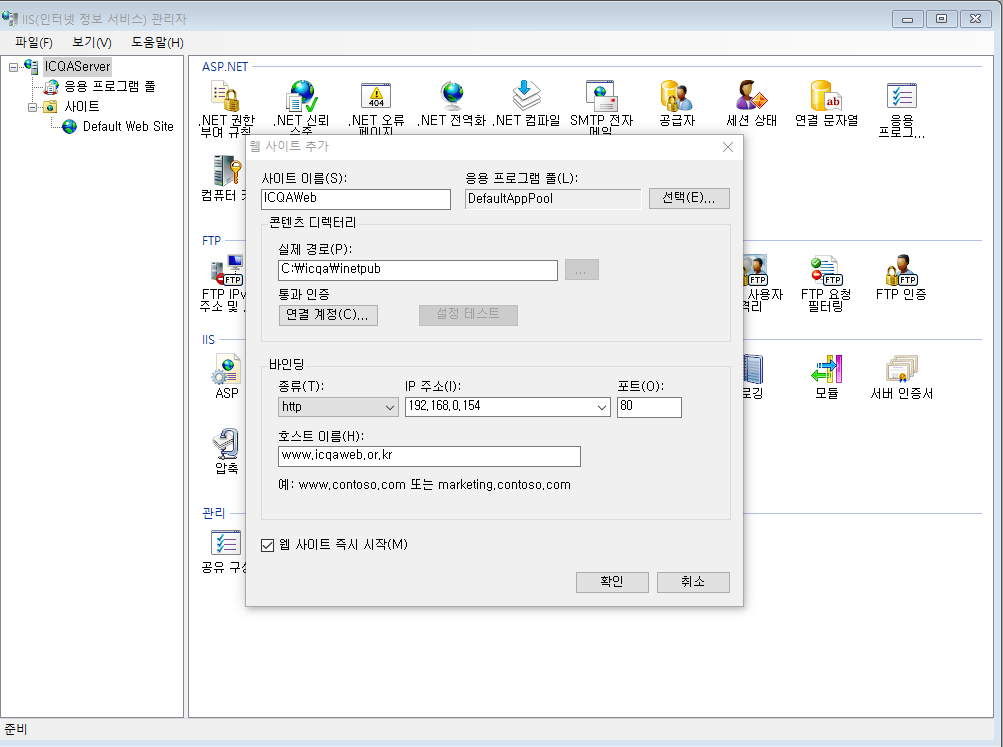 IIS(인터넷 정보 서비스) 관리자
파일(F) 보기(V) 도움말(H)
ICQAServer
응용 프로그램 풀
사이트
Default Web Site
ASP.NET
.NET 권한 부여 규칙
.NET 신뢰 수준
.NET 오류 페이지
.NET 전역화
.NET 컴파일
SMTP 전자 메일
공급자
세션 상태
연결 문자열
응용 프로그...
컴퓨터
FTP
FTP IPv
주소 및
사용자
FTP 요청 필터링
FTP 인증
IIS
ASP
로깅
모듈
서버 인증서
압축
관리
공유 구성
웹 사이트 추가
사이트 이름(S):
ICQAWeb
응용 프로그램 풀(L):
DefaultAppPool
선택(E)...
콘텐츠 디렉터리
실제 경로(P):
C:₩icqa₩inetpub
...
통과 인증
연결 계정(C)... 설정 테스트
바인딩
종류(T): IP 주소(I): 포트(O):
http 192.168.0.154 80
호스트 이름(H):
www.icqaweb.or.kr
예: www.contoso.com 또는 marketing.contoso.com
웹 사이트 즉시 시작(M)
확인 취소
준비